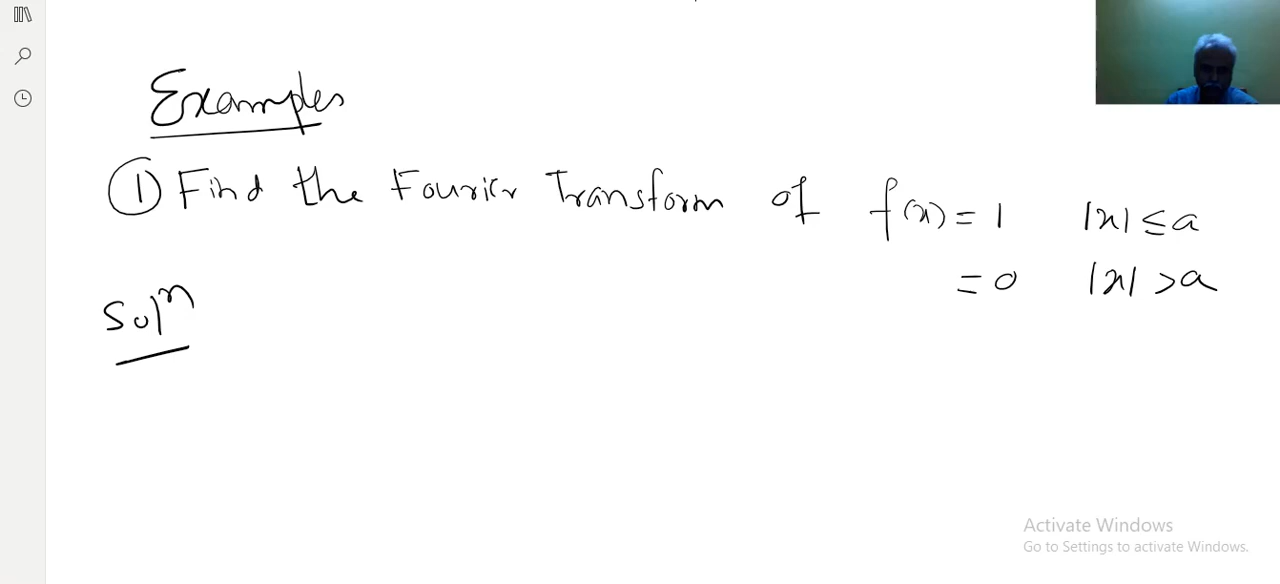 Examples
① Find the Fourier Transform of f(x) = 1 |x| ≤ a
= 0 |x| > a
Solⁿ
Activate Windows
Go to Settings to activate Windows.